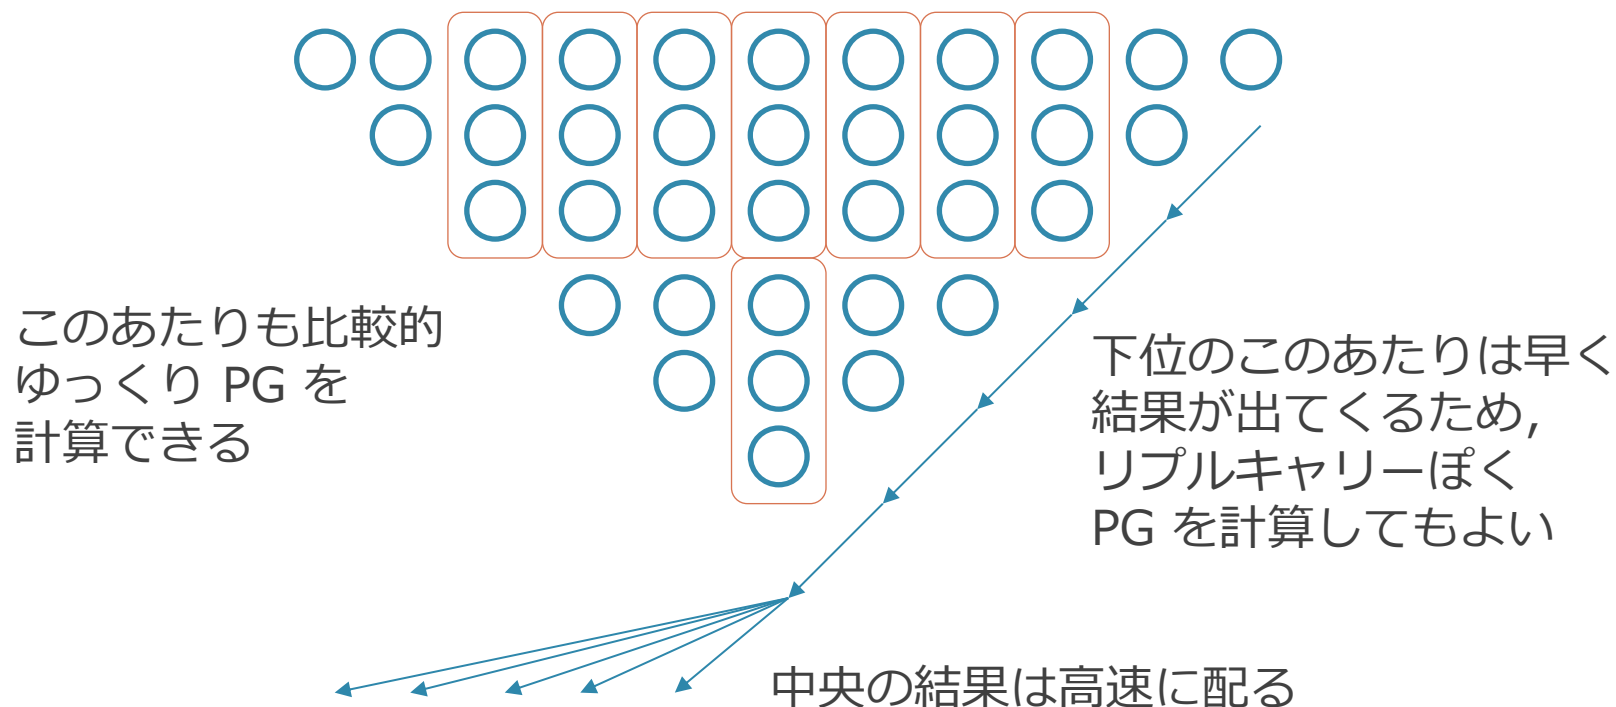 このあたりも比較的
ゆっくり PG を
計算できる
下位のこのあたりは早く
結果が出てくるため,
リプルキャリーぽく
PG を計算してもよい
中央の結果は高速に配る